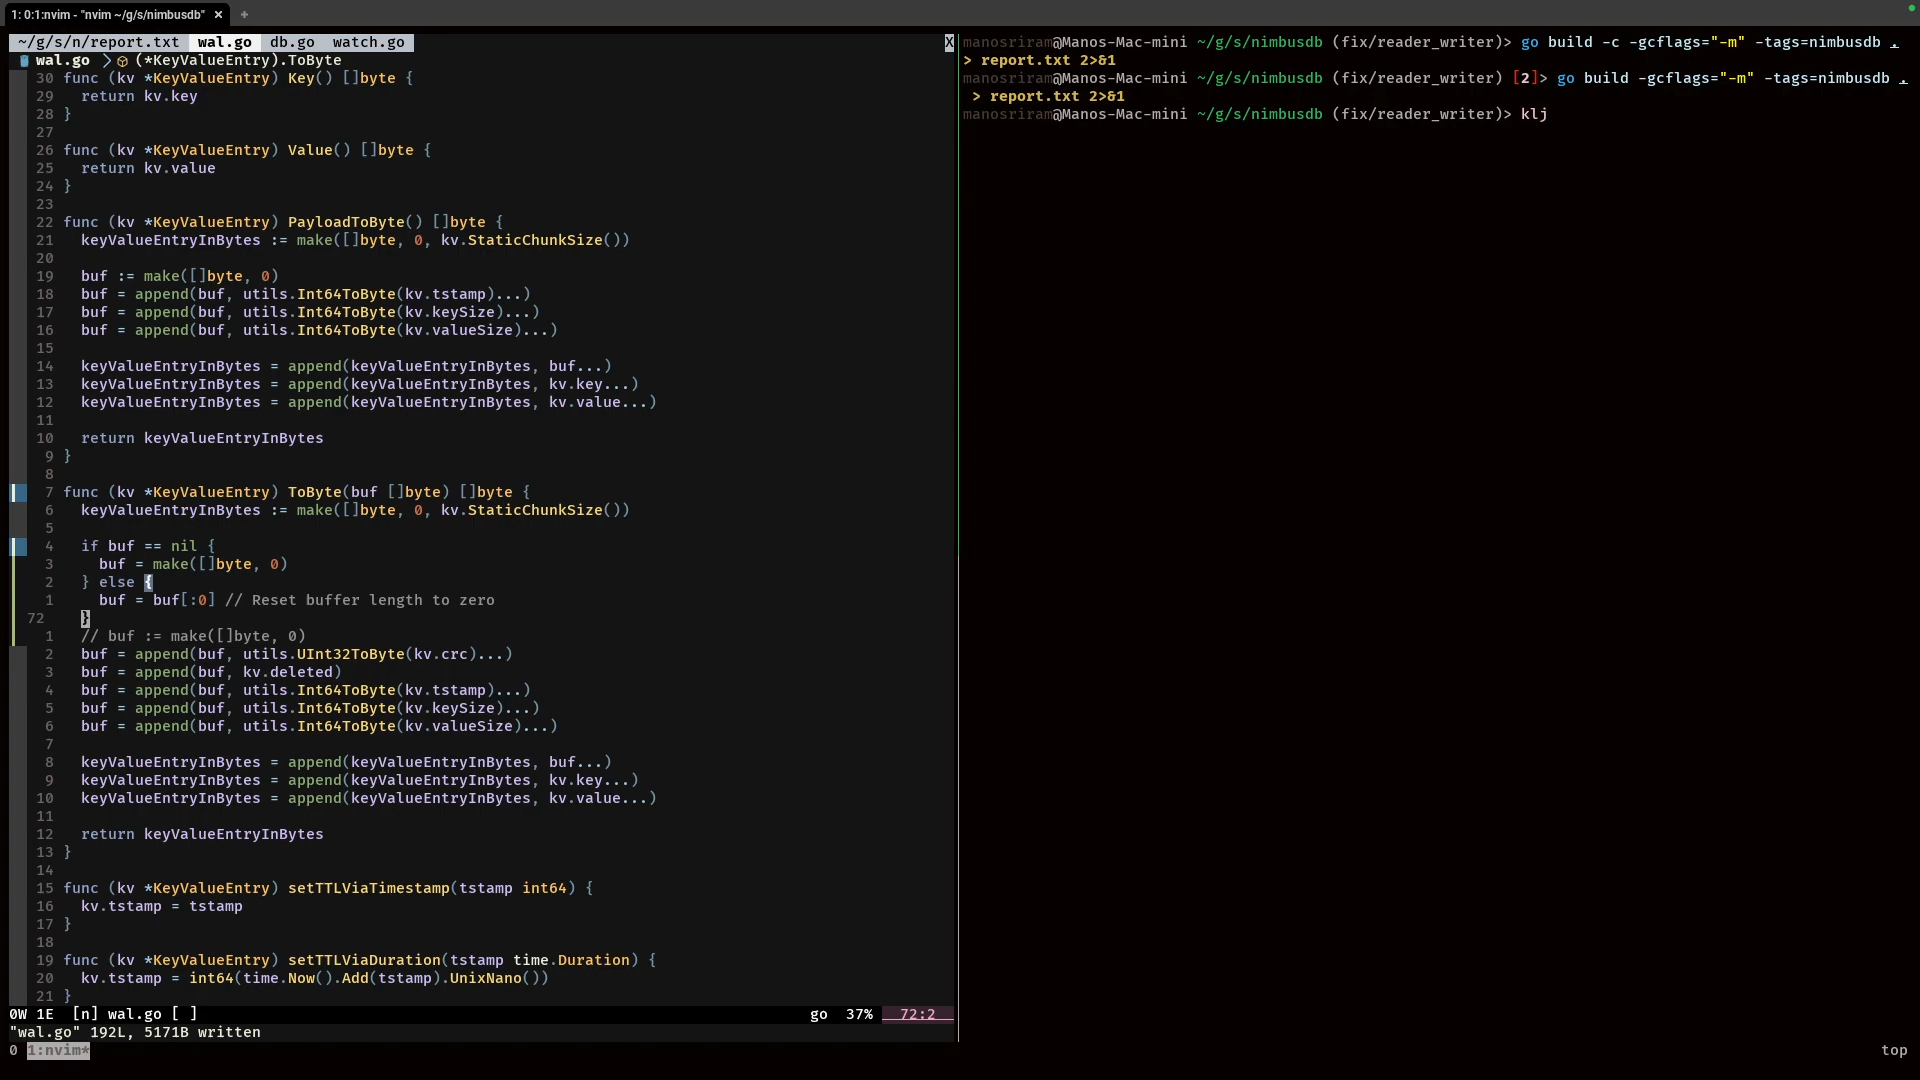 1: 0:1:nvim - "nvim ~/g/s/nimbusdb" × +
~/g/s/n/report.txt wal.go db.go watch.go X
wal.go > (*KeyValueEntry).ToByte
30 func (kv *KeyValueEntry) Key() []byte {
29   return kv.key
28 }
27
26 func (kv *KeyValueEntry) Value() []byte {
25   return kv.value
24 }
23
22 func (kv *KeyValueEntry) PayloadToByte() []byte {
21   keyValueEntryInBytes := make([]byte, 0, kv.StaticChunkSize())
20
19   buf := make([]byte, 0)
18   buf = append(buf, utils.Int64ToByte(kv.tstamp)...)
17   buf = append(buf, utils.Int64ToByte(kv.keySize)...)
16   buf = append(buf, utils.Int64ToByte(kv.valueSize)...)
15
14   keyValueEntryInBytes = append(keyValueEntryInBytes, buf...)
13   keyValueEntryInBytes = append(keyValueEntryInBytes, kv.key...)
12   keyValueEntryInBytes = append(keyValueEntryInBytes, kv.value...)
11
10   return keyValueEntryInBytes
9 }
8
7 func (kv *KeyValueEntry) ToByte(buf []byte) []byte {
6   keyValueEntryInBytes := make([]byte, 0, kv.StaticChunkSize())
5
4   if buf == nil {
3     buf = make([]byte, 0)
2   } else {
1     buf = buf[:0] // Reset buffer length to zero
72   }
1   // buf := make([]byte, 0)
2   buf = append(buf, utils.UInt32ToByte(kv.crc)...)
3   buf = append(buf, kv.deleted)
4   buf = append(buf, utils.Int64ToByte(kv.tstamp)...)
5   buf = append(buf, utils.Int64ToByte(kv.keySize)...)
6   buf = append(buf, utils.Int64ToByte(kv.valueSize)...)
7
8   keyValueEntryInBytes = append(keyValueEntryInBytes, buf...)
9   keyValueEntryInBytes = append(keyValueEntryInBytes, kv.key...)
10   keyValueEntryInBytes = append(keyValueEntryInBytes, kv.value...)
11
12   return keyValueEntryInBytes
13 }
14
15 func (kv *KeyValueEntry) setTTLViaTimestamp(tstamp int64) {
16   kv.tstamp = tstamp
17 }
18
19 func (kv *KeyValueEntry) setTTLViaDuration(tstamp time.Duration) {
20   kv.tstamp = int64(time.Now().Add(tstamp).UnixNano())
21 }
0W 1E [n] wal.go [ ] go 37% 72:2
"wal.go" 192L, 5171B written
manosriram@Manos-Mac-mini ~/g/s/nimbusdb (fix/reader_writer)> go build -c -gcflags="-m" -tags=nimbusdb .
> report.txt 2>&1
manosriram@Manos-Mac-mini ~/g/s/nimbusdb (fix/reader_writer) [2]> go build -gcflags="-m" -tags=nimbusdb .
> report.txt 2>&1
manosriram@Manos-Mac-mini ~/g/s/nimbusdb (fix/reader_writer)> klj
0 1:nvim* top